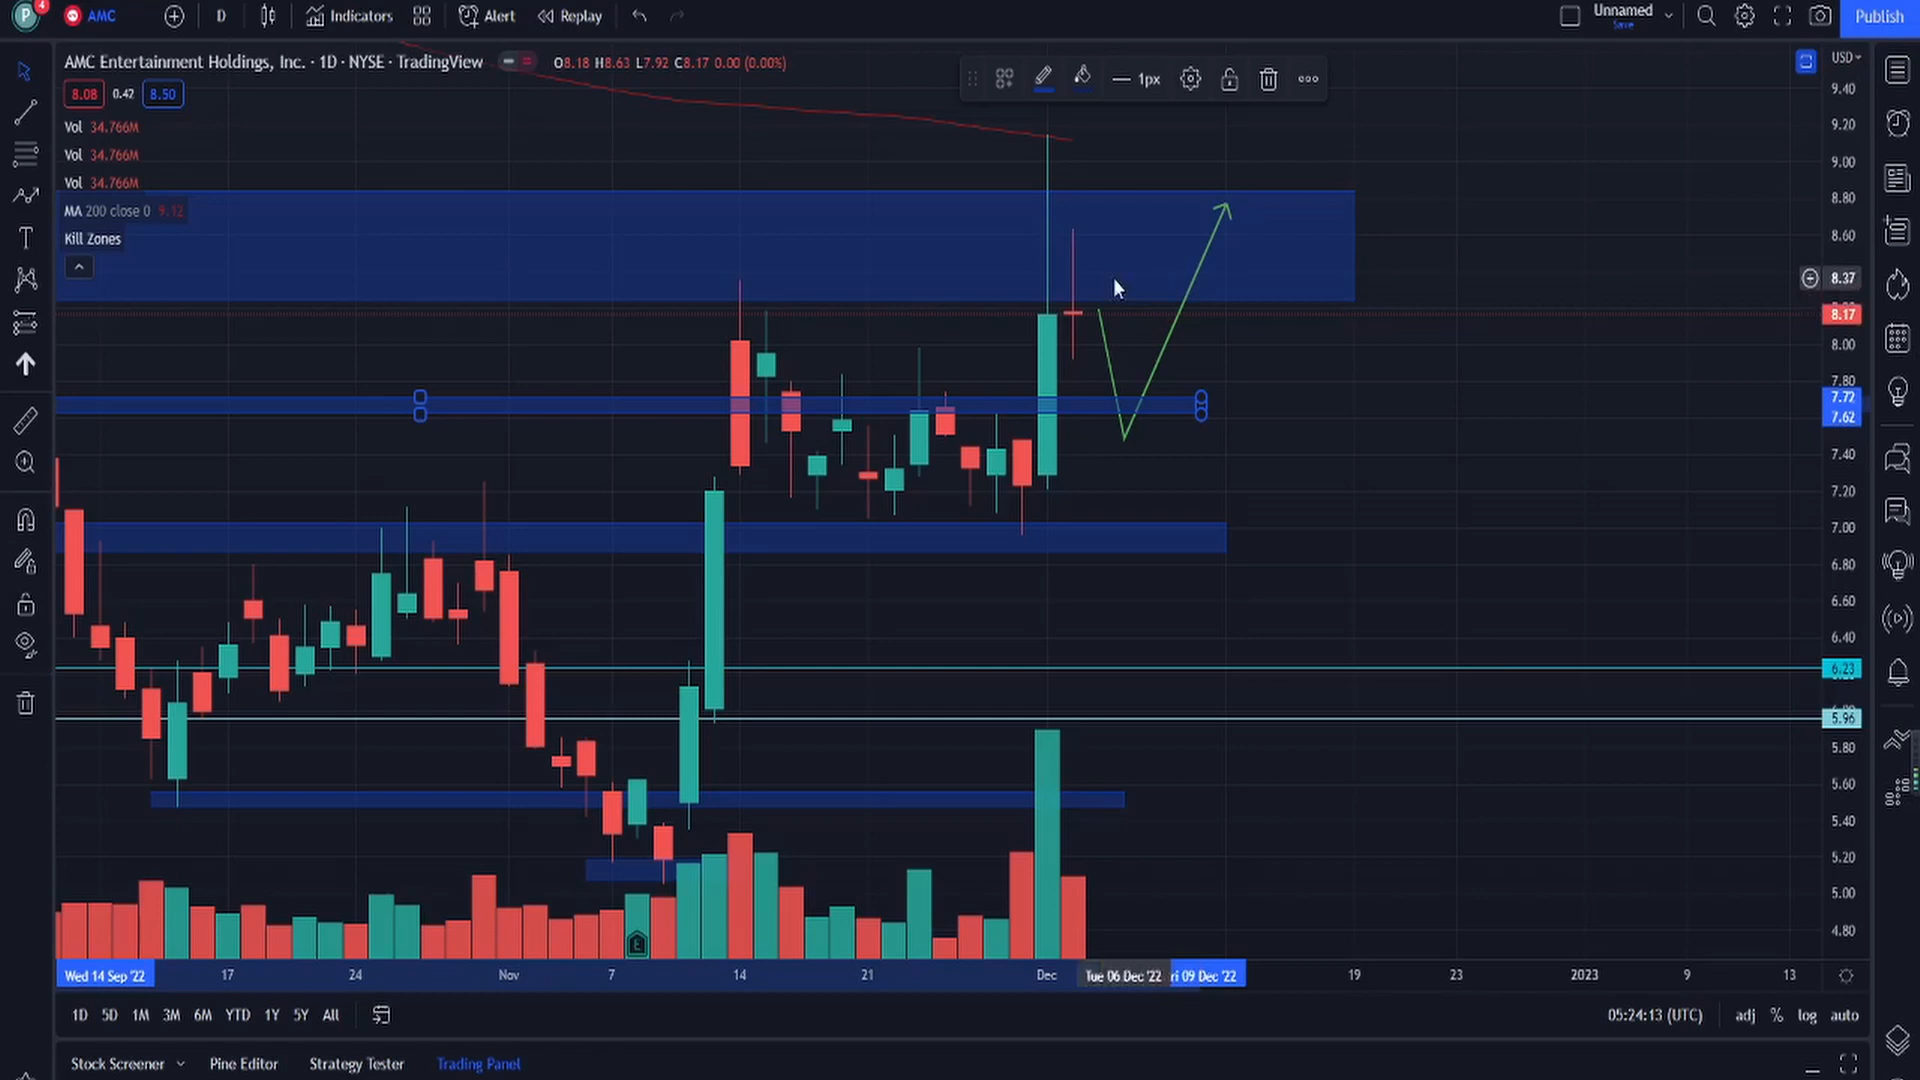 P 4 AMC D Indicators Alert Replay Unnamed Save Publish
AMC Entertainment Holdings, Inc. · 1D · NYSE · TradingView O8.18 H8.63 L7.92 C8.17 0.00 (0.00%)
1px
USD
8.08 0.42 8.50
Vol 34.766M
Vol 34.766M
Vol 34.766M
MA 200 close 0 9.12
Kill Zones
9.40
9.20
9.00
8.80
8.60
8.37
8.17
8.00
7.80
7.72
7.62
7.40
7.20
7.00
6.80
6.60
6.40
6.23
5.96
5.80
5.60
5.40
5.20
5.00
4.80
E
Wed 14 Sep '22 17 24 Nov 7 14 21 Dec Tue 06 Dec '22 ri 09 Dec '22 19 23 2023 9 13
1D 5D 1M 3M 6M YTD 1Y 5Y All 05:24:13 (UTC) adj % log auto
Stock Screener Pine Editor Strategy Tester Trading Panel